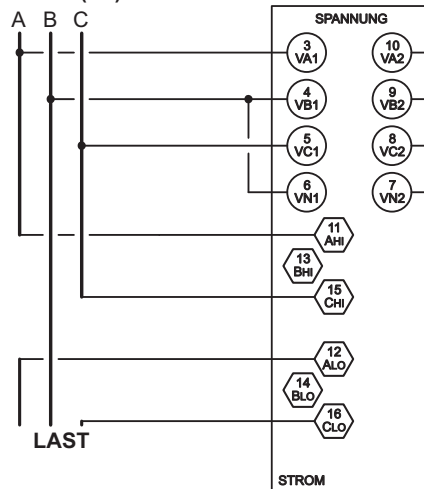 A B C
SPANNUNG
3
VA1
10
VA2
4
VB1
9
VB2
5
VC1
8
VC2
6
VN1
7
VN2
11
AHI
13
BHI
15
CHI
12
ALO
14
BLO
16
CLO
LAST
STROM